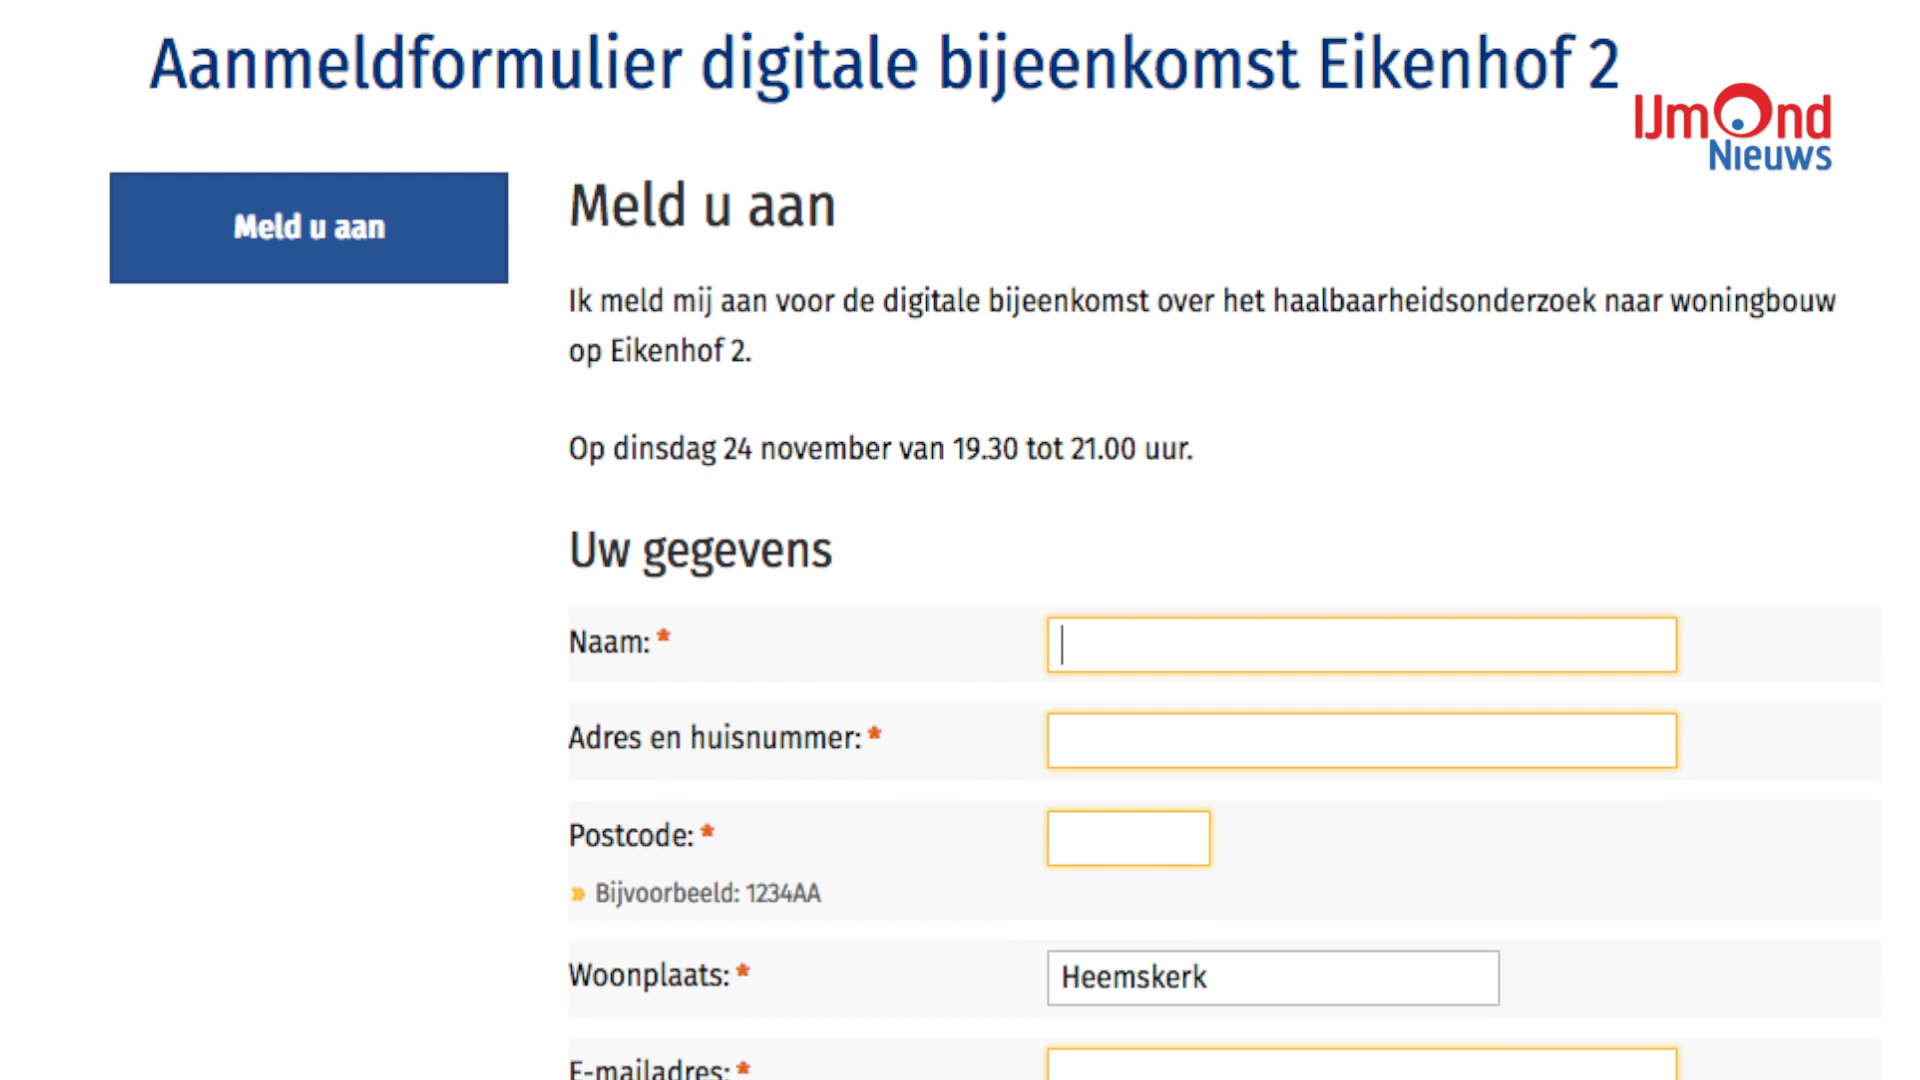 Aanmeldformulier digitale bijeenkomst Eikenhof 2
IJmOnd
Nieuws
Meld u aan
Meld u aan
Ik meld mij aan voor de digitale bijeenkomst over het haalbaarheidsonderzoek naar woningbouw
op Eikenhof 2.
Op dinsdag 24 november van 19.30 tot 21.00 uur.
Uw gegevens
Naam: *
Adres en huisnummer: *
Postcode: *
» Bijvoorbeeld: 1234AA
Woonplaats: *
Heemskerk
E-mailadres: *